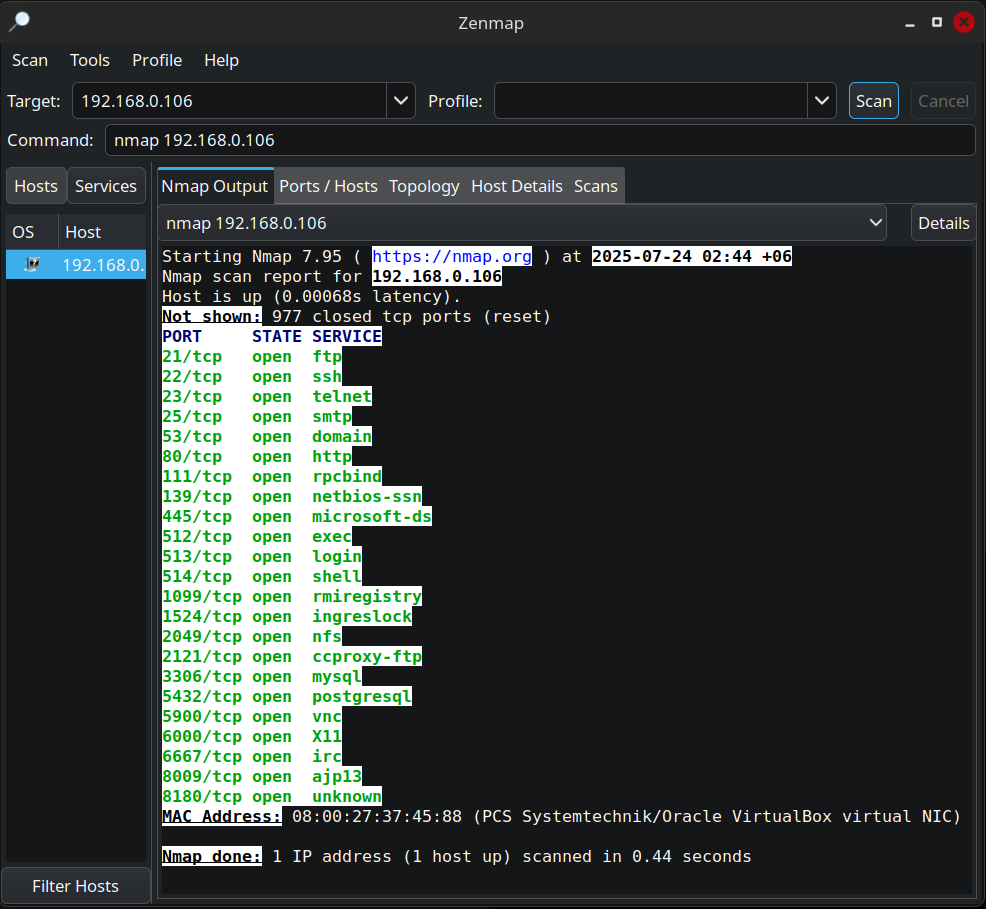 Zenmap
Scan Tools Profile Help
Target: 192.168.0.106 Profile: Scan Cancel
Command: nmap 192.168.0.106
Hosts Services
OS Host
192.168.0.
Nmap Output Ports / Hosts Topology Host Details Scans
nmap 192.168.0.106 Details
Starting Nmap 7.95 ( https://nmap.org ) at 2025-07-24 02:44 +06
Nmap scan report for 192.168.0.106
Host is up (0.00068s latency).
Not shown: 977 closed tcp ports (reset)
PORT STATE SERVICE
21/tcp open ftp
22/tcp open ssh
23/tcp open telnet
25/tcp open smtp
53/tcp open domain
80/tcp open http
111/tcp open rpcbind
139/tcp open netbios-ssn
445/tcp open microsoft-ds
512/tcp open exec
513/tcp open login
514/tcp open shell
1099/tcp open rmiregistry
1524/tcp open ingreslock
2049/tcp open nfs
2121/tcp open ccproxy-ftp
3306/tcp open mysql
5432/tcp open postgresql
5900/tcp open vnc
6000/tcp open X11
6667/tcp open irc
8009/tcp open ajp13
8180/tcp open unknown
MAC Address: 08:00:27:37:45:88 (PCS Systemtechnik/Oracle VirtualBox virtual NIC)
Nmap done: 1 IP address (1 host up) scanned in 0.44 seconds
Filter Hosts